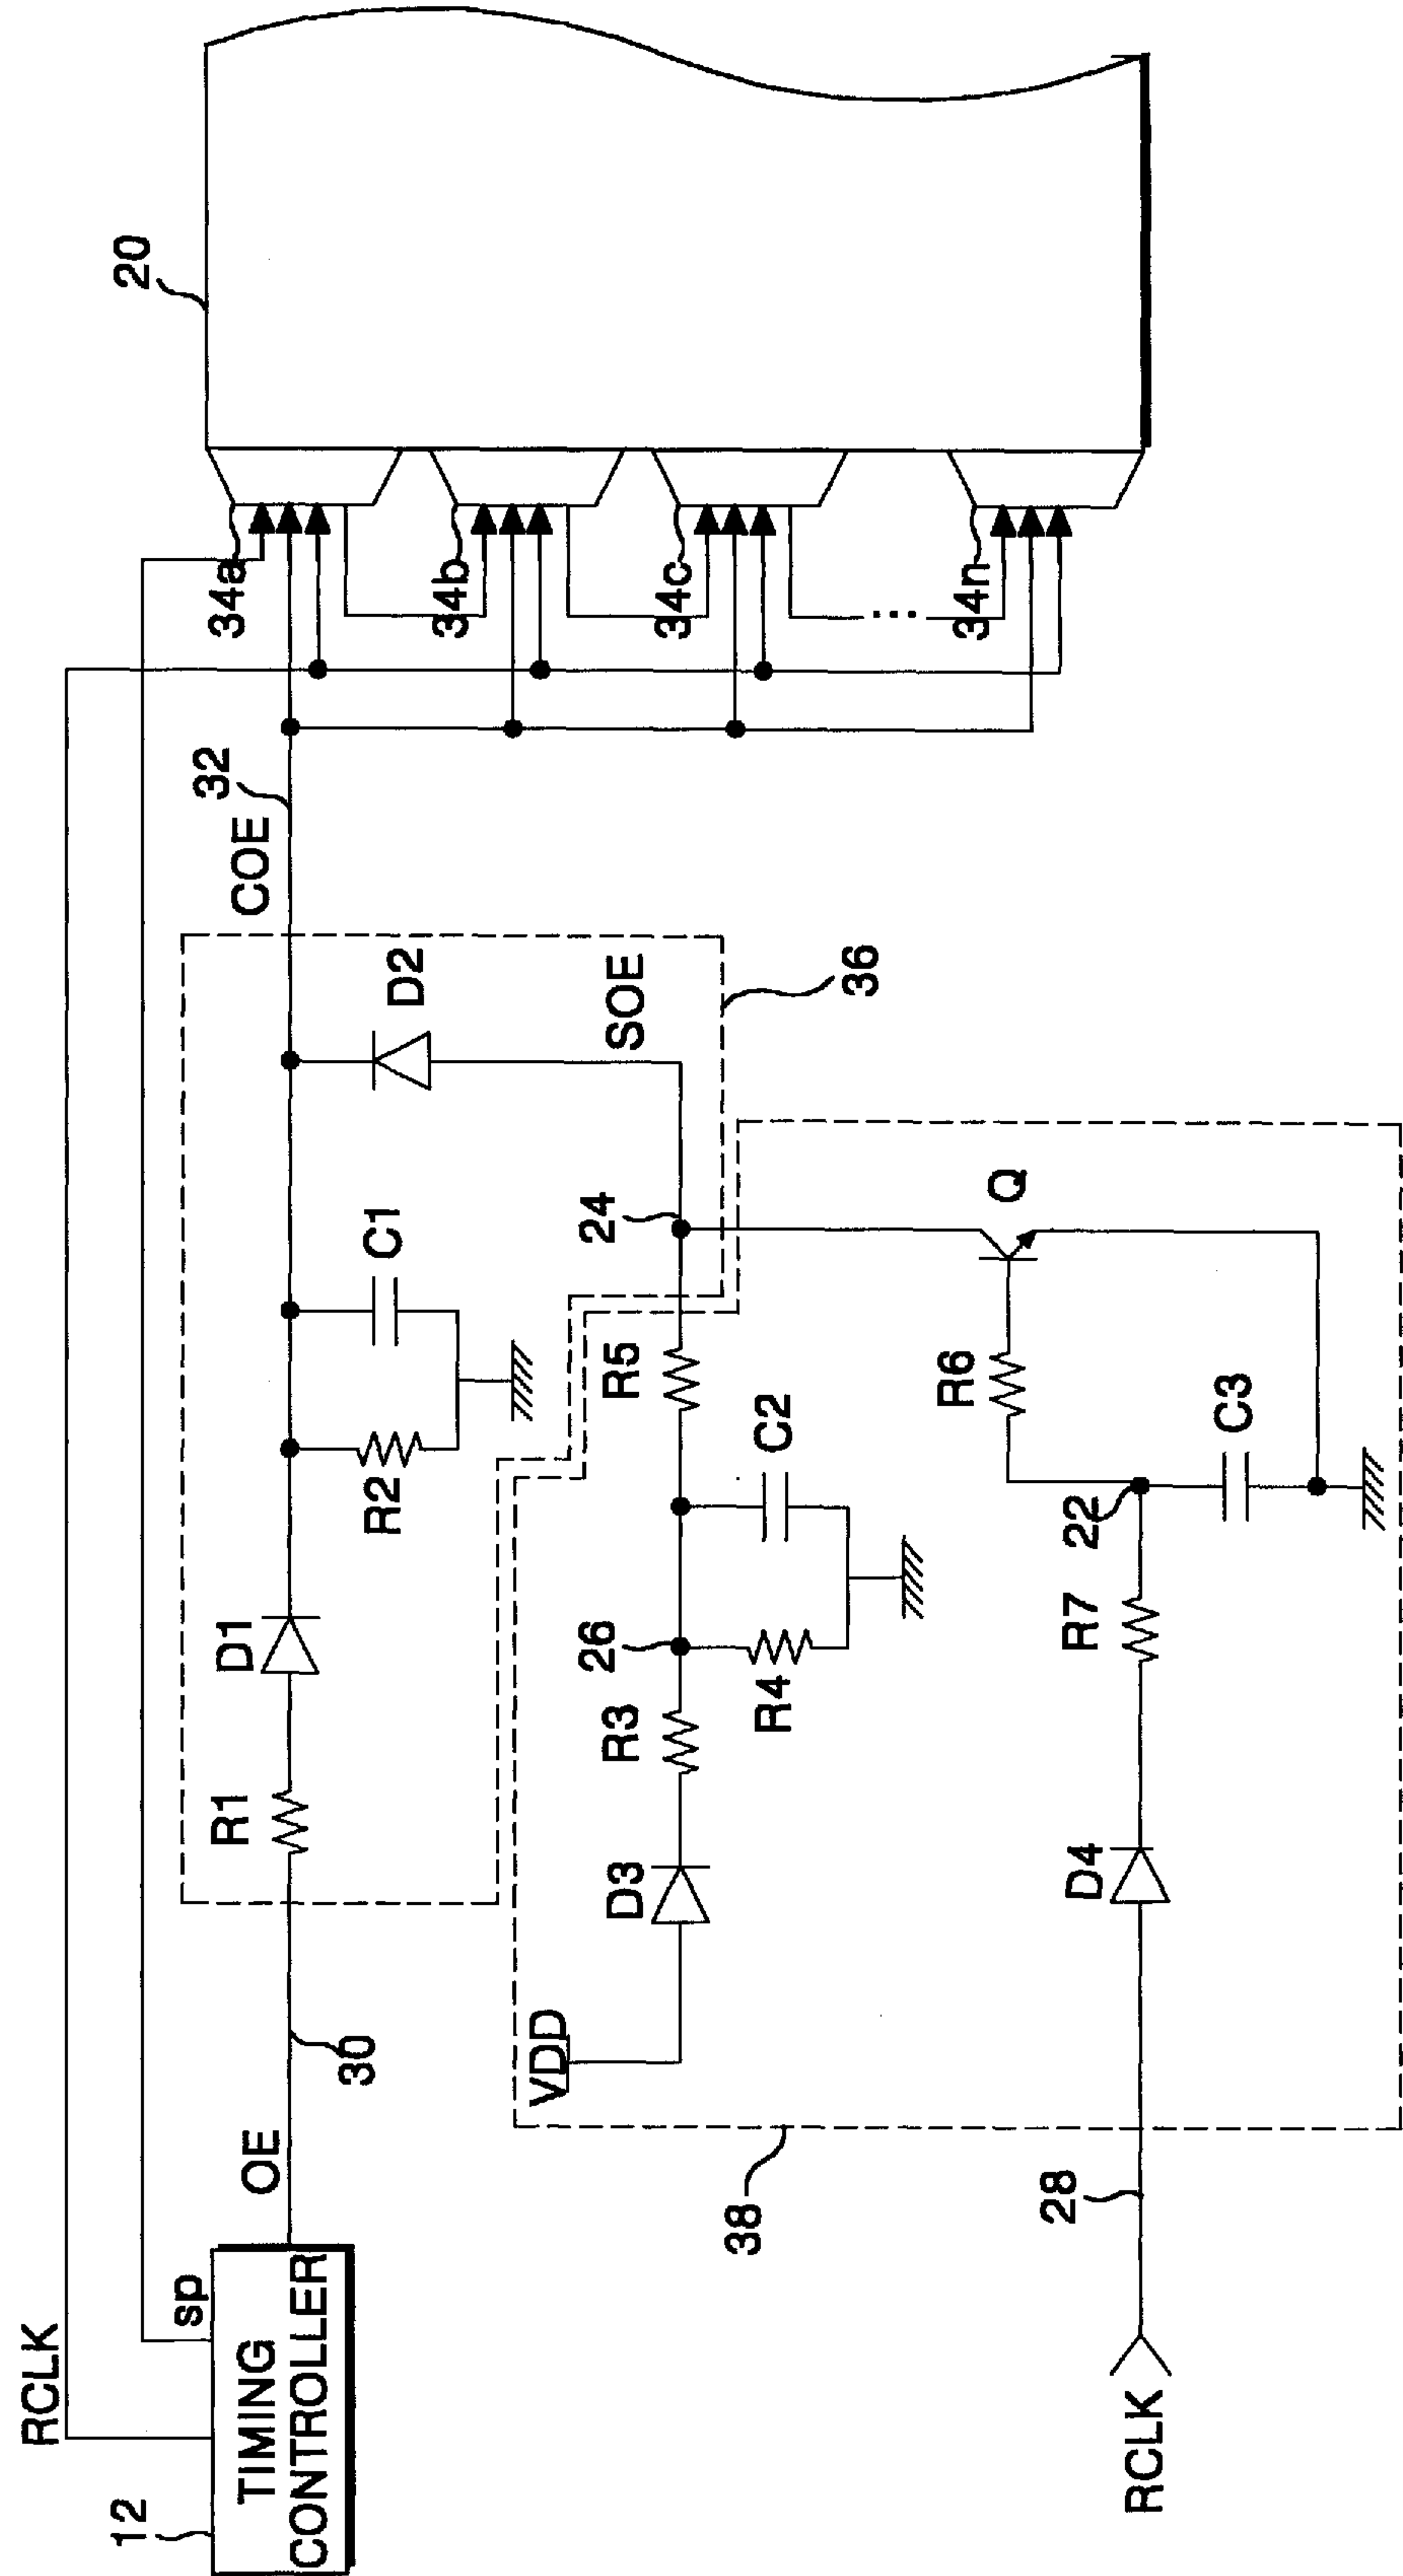 RCLK
12
TIMING
CONTROLLER
sp
OE
30
R1
D1
R2
C1
D2
COE
32
34a
34b
34c
...
34n
20
36
SOE
24
VDD
D3
R3
26
R4
C2
R5
38
RCLK
28
D4
R7
22
C3
R6
Q